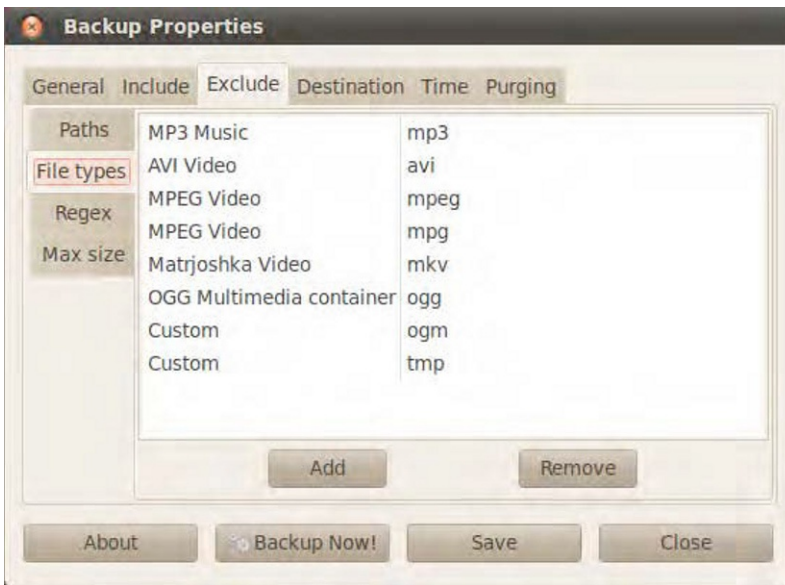 Backup Properties
General Include Exclude Destination Time Purging
Paths
File types
Regex
Max size
MP3 Music mp3
AVI Video avi
MPEG Video mpeg
MPEG Video mpg
Matrjoshka Video mkv
OGG Multimedia container ogg
Custom ogm
Custom tmp
Add Remove
About Backup Now! Save Close